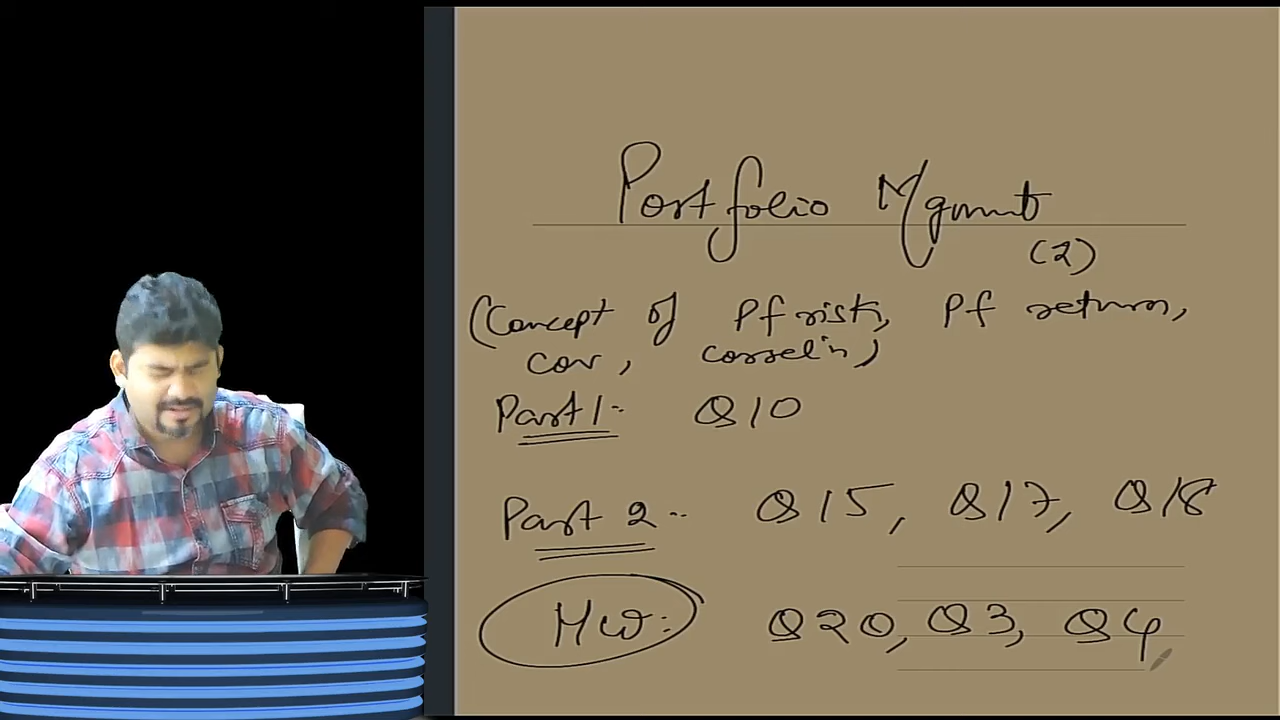 Portfolio Mgmnt
(2)
(Concept of Pf risk, Pf return,
cov, correl'n)
Part 1:- Q10
Part 2:- Q15, Q17, Q18
HW: Q20, Q3, Q4